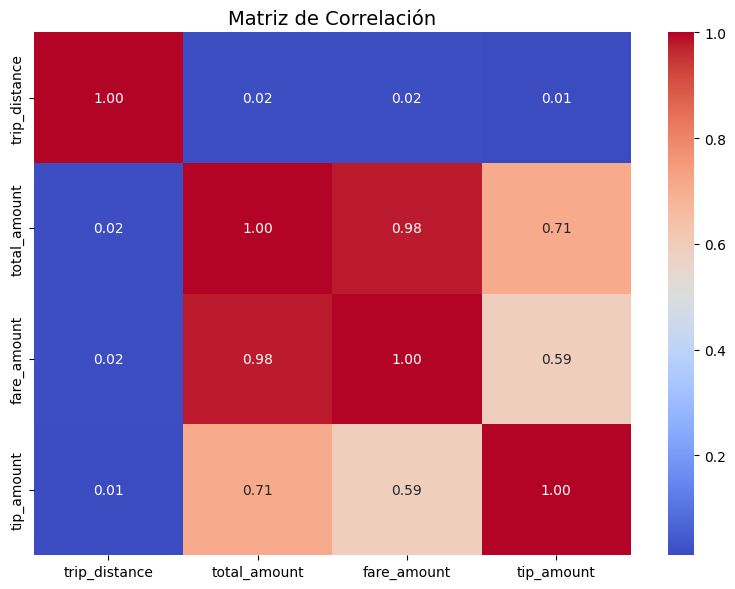 Matriz de Correlación
trip_distance
1.00
0.02
0.02
0.01
total_amount
0.02
1.00
0.98
0.71
fare_amount
0.02
0.98
1.00
0.59
tip_amount
0.01
0.71
0.59
1.00
trip_distance
total_amount
fare_amount
tip_amount
1.0
0.8
0.6
0.4
0.2